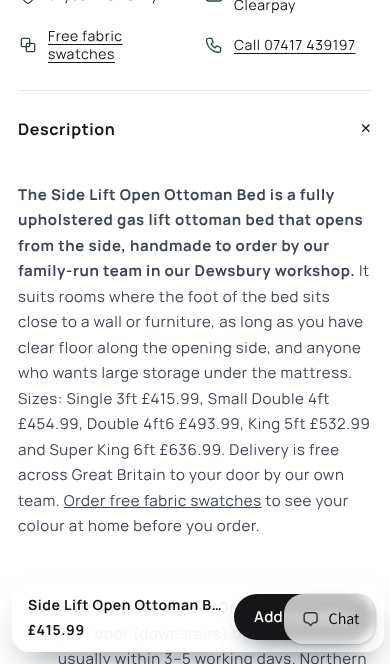 Clearpay
Free fabric
swatches
Call 07417 439197
Description
The Side Lift Open Ottoman Bed is a fully
upholstered gas lift ottoman bed that opens
from the side, handmade to order by our
family-run team in our Dewsbury workshop. It
suits rooms where the foot of the bed sits
close to a wall or furniture, as long as you have
clear floor along the opening side, and anyone
who wants large storage under the mattress.
Sizes: Single 3ft £415.99, Small Double 4ft
£454.99, Double 4ft6 £493.99, King 5ft £532.99
and Super King 6ft £636.99. Delivery is free
across Great Britain to your door by our own
team. Order free fabric swatches to see your
colour at home before you order.
Side Lift Open Ottoman B...
£415.99
Add
Chat
door (downstairs)
usually within 3–5 working days. Northern